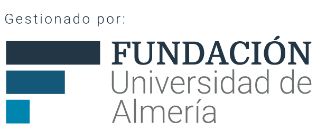 Gestionado por:
FUNDACIÓN
Universidad de
Almería